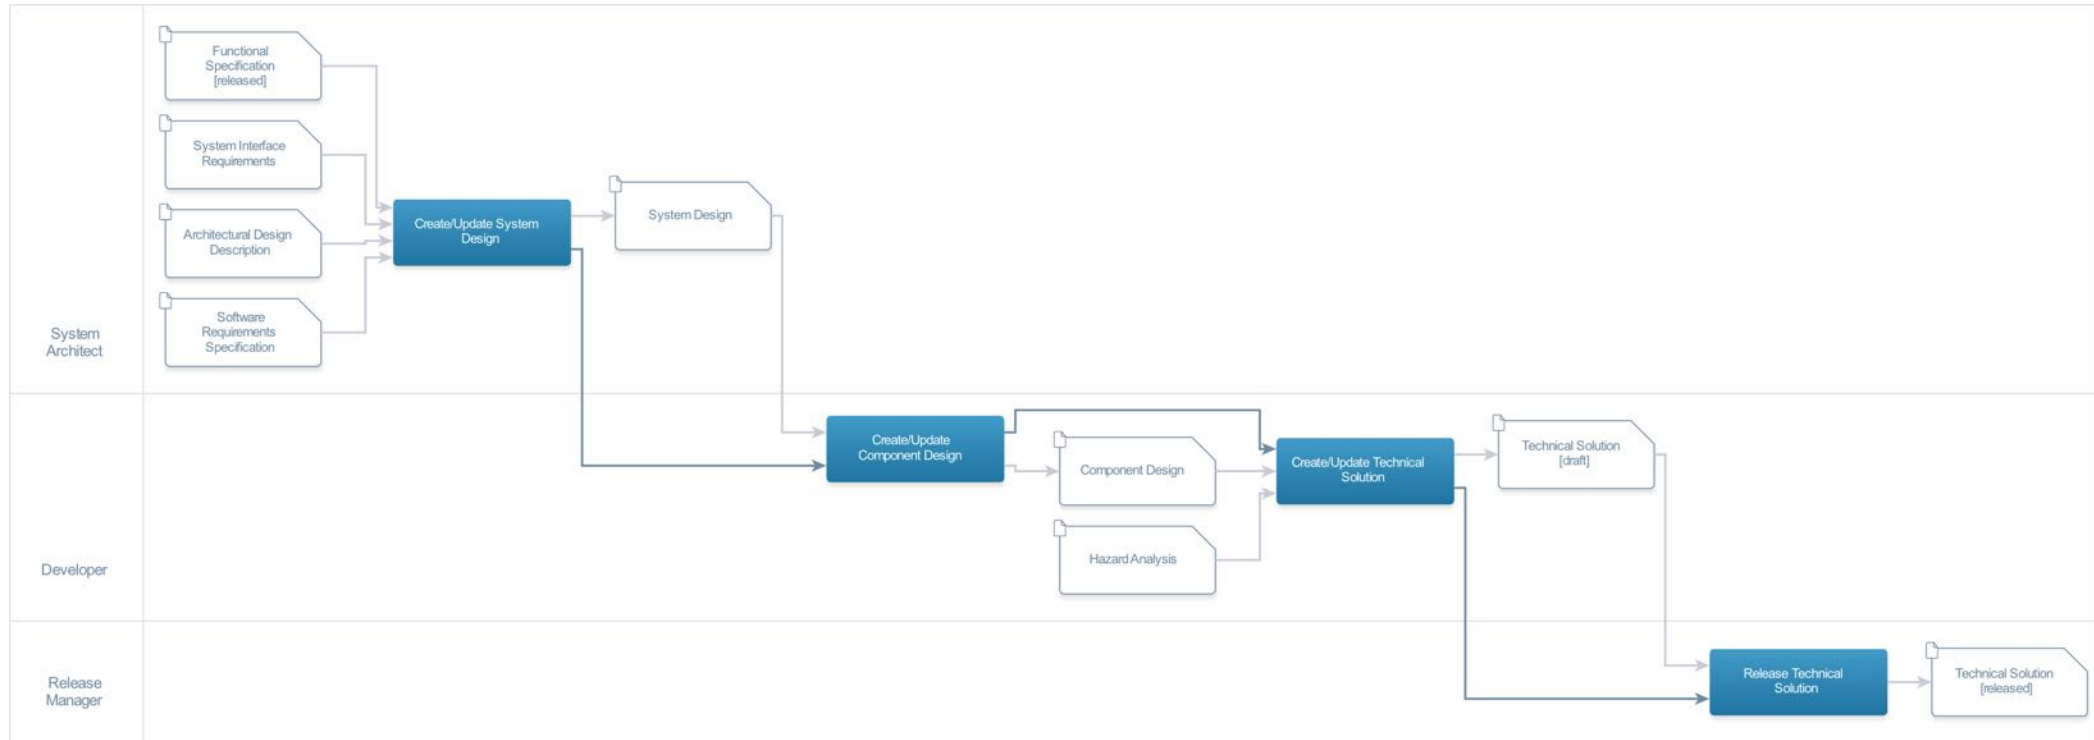 Functional
Specification
[released]
System Interface
Requirements
Architectural Design
Description
Software
Requirements
Specification
Create/Update System
Design
System Design
System
Architect
Create/Update
Component Design
Component Design
Hazard Analysis
Create/Update Technical
Solution
Technical Solution
[draft]
Developer
Release Technical
Solution
Technical Solution
[released]
Release
Manager